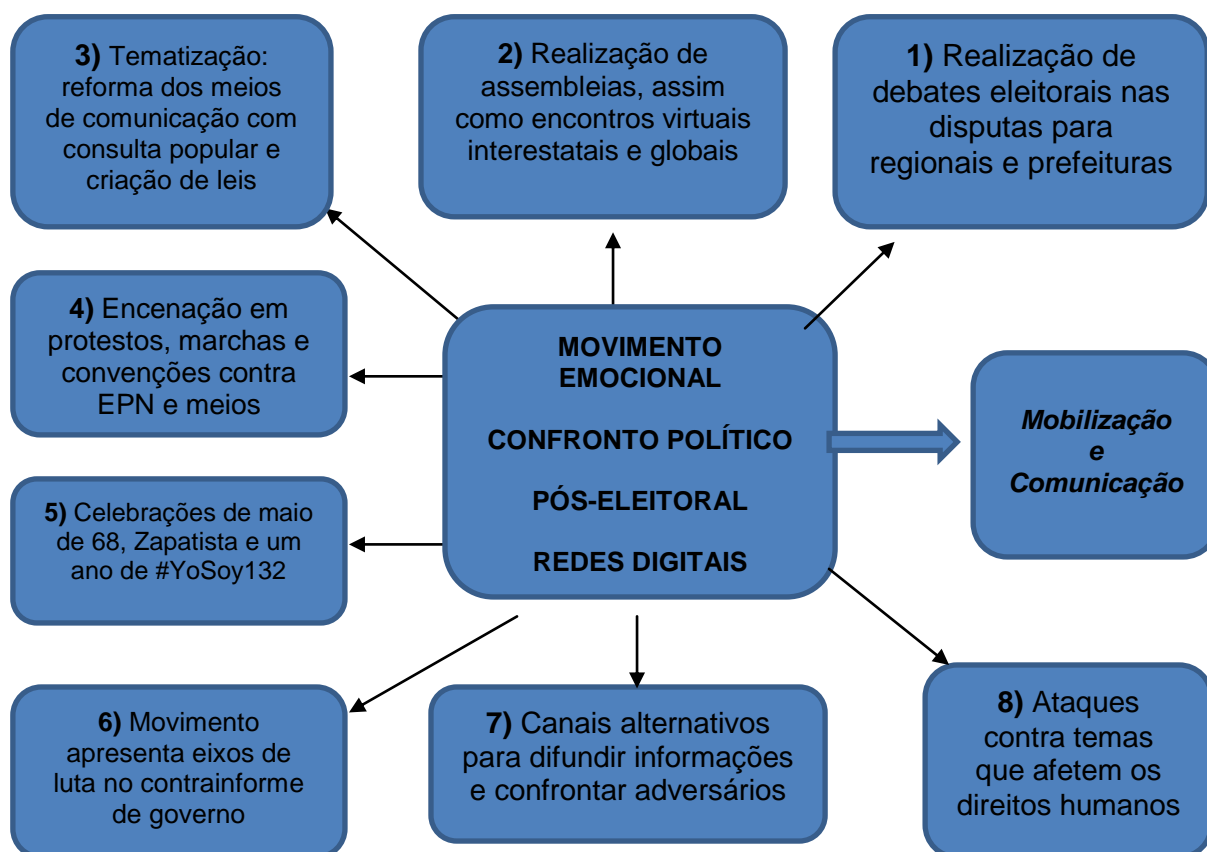 3) Tematização:
reforma dos meios
de comunicação com
consulta popular e
criação de leis
2) Realização de
assembleias, assim
como encontros virtuais
interestatais e globais
1) Realização de
debates eleitorais nas
disputas para
regionais e prefeituras
4) Encenação em
protestos, marchas e
convenções contra
EPN e meios
MOVIMENTO
EMOCIONAL
CONFRONTO POLÍTICO
PÓS-ELEITORAL
REDES DIGITAIS
Mobilização
e
Comunicação
5) Celebrações de maio
de 68, Zapatista e um
ano de #YoSoy132
6) Movimento
apresenta eixos de
luta no contrainforme
de governo
7) Canais alternativos
para difundir informações
e confrontar adversários
8) Ataques
contra temas
que afetem os
direitos humanos